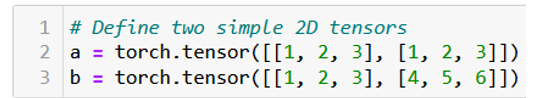 1 # Define two simple 2D tensors
2 a = torch.tensor([[1, 2, 3], [1, 2, 3]])
3 b = torch.tensor([[1, 2, 3], [4, 5, 6]])